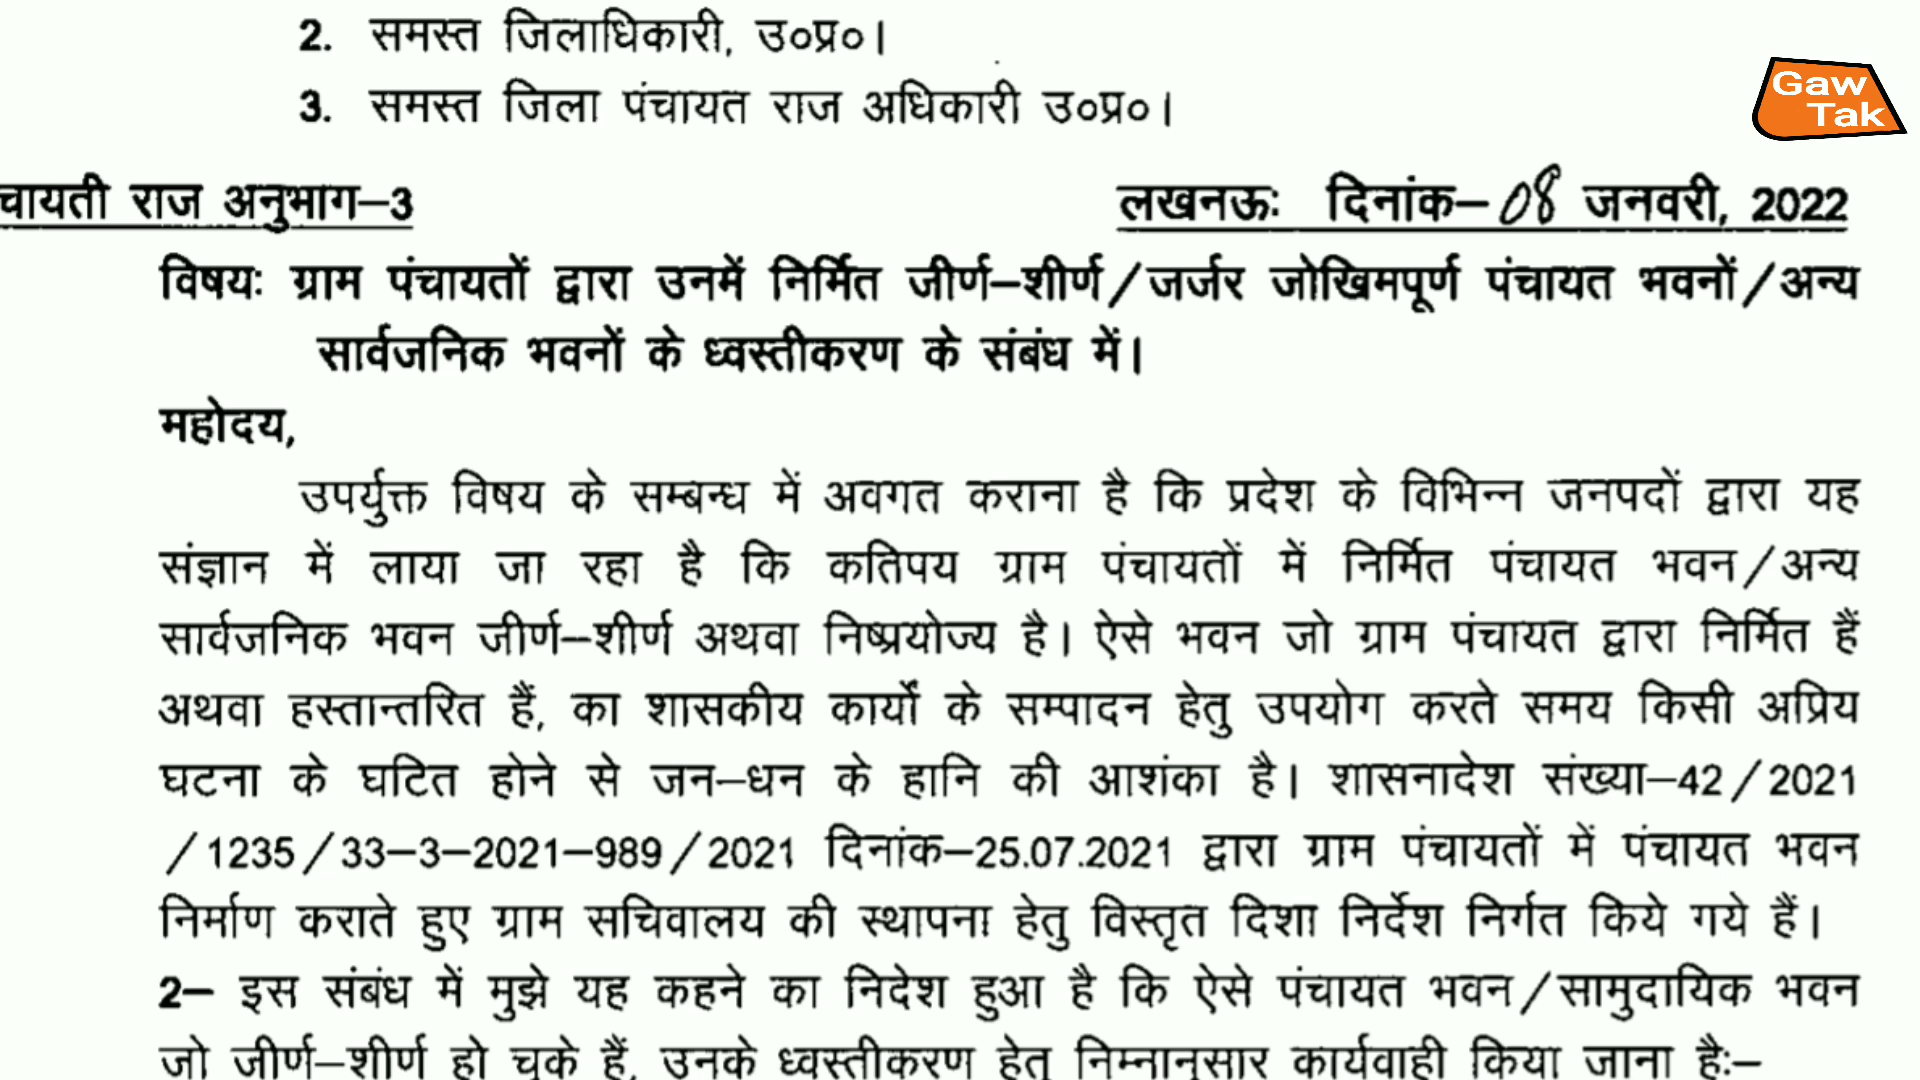 2. समस्त जिलाधिकारी, उ०प्र०।
3. समस्त जिला पंचायत राज अधिकारी उ०प्र०।
Gaw
Tak
चायती राज अनुभाग–3 लखनऊः दिनांक–08 जनवरी, 2022
विषयः ग्राम पंचायतों द्वारा उनमें निर्मित जीर्ण–शीर्ण/जर्जर जोखिमपूर्ण पंचायत भवनों/अन्य
सार्वजनिक भवनों के ध्वस्तीकरण के संबंध में।
महोदय,
उपर्युक्त विषय के सम्बन्ध में अवगत कराना है कि प्रदेश के विभिन्न जनपदों द्वारा यह
संज्ञान में लाया जा रहा है कि कतिपय ग्राम पंचायतों में निर्मित पंचायत भवन/अन्य
सार्वजनिक भवन जीर्ण–शीर्ण अथवा निष्प्रयोज्य है। ऐसे भवन जो ग्राम पंचायत द्वारा निर्मित हैं
अथवा हस्तान्तरित हैं, का शासकीय कार्यों के सम्पादन हेतु उपयोग करते समय किसी अप्रिय
घटना के घटित होने से जन–धन के हानि की आशंका है। शासनादेश संख्या–42/2021
/1235/33–3–2021–989/2021 दिनांक–25.07.2021 द्वारा ग्राम पंचायतों में पंचायत भवन
निर्माण कराते हुए ग्राम सचिवालय की स्थापना हेतु विस्तृत दिशा निर्देश निर्गत किये गये हैं।
2– इस संबंध में मुझे यह कहने का निदेश हुआ है कि ऐसे पंचायत भवन/सामुदायिक भवन
जो जीर्ण–शीर्ण हो चुके हैं, उनके ध्वस्तीकरण हेतु निम्नानुसार कार्यवाही किया जाना हैः–